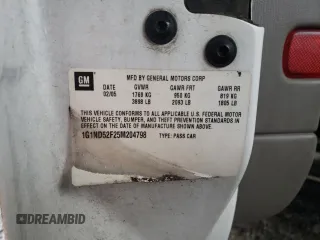 GM
MFD BY GENERAL MOTORS CORP
DATE GVWR GAWR FRT GAWR RR
02/05 1769 KG 950 KG 819 KG
3898 LB 2093 LB 1805 LB
THIS VEHICLE CONFORMS TO ALL APPLICABLE U.S. FEDERAL MOTOR
VEHICLE SAFETY, BUMPER, AND THEFT PREVENTION STANDARDS IN
EFFECT ON THE DATE OF MANUFACTURE SHOWN ABOVE.
1G1ND52F25M204798 TYPE: PASS CAR
© DREAMBID